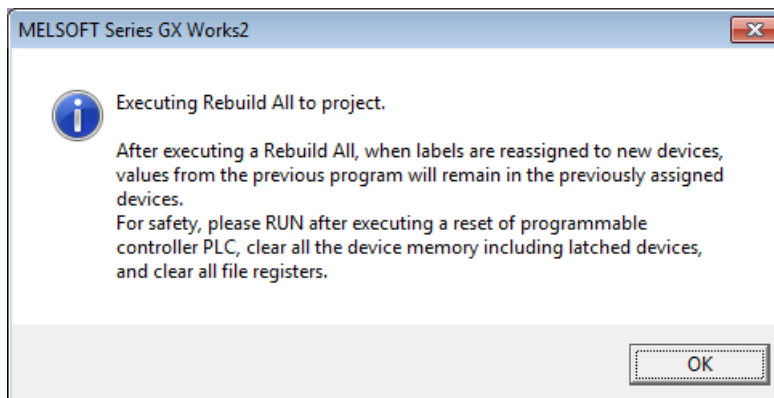 MELSOFT Series GX Works2
Executing Rebuild All to project.
After executing a Rebuild All, when labels are reassigned to new devices,
values from the previous program will remain in the previously assigned
devices.
For safety, please RUN after executing a reset of programmable
controller PLC, clear all the device memory including latched devices,
and clear all file registers.
OK